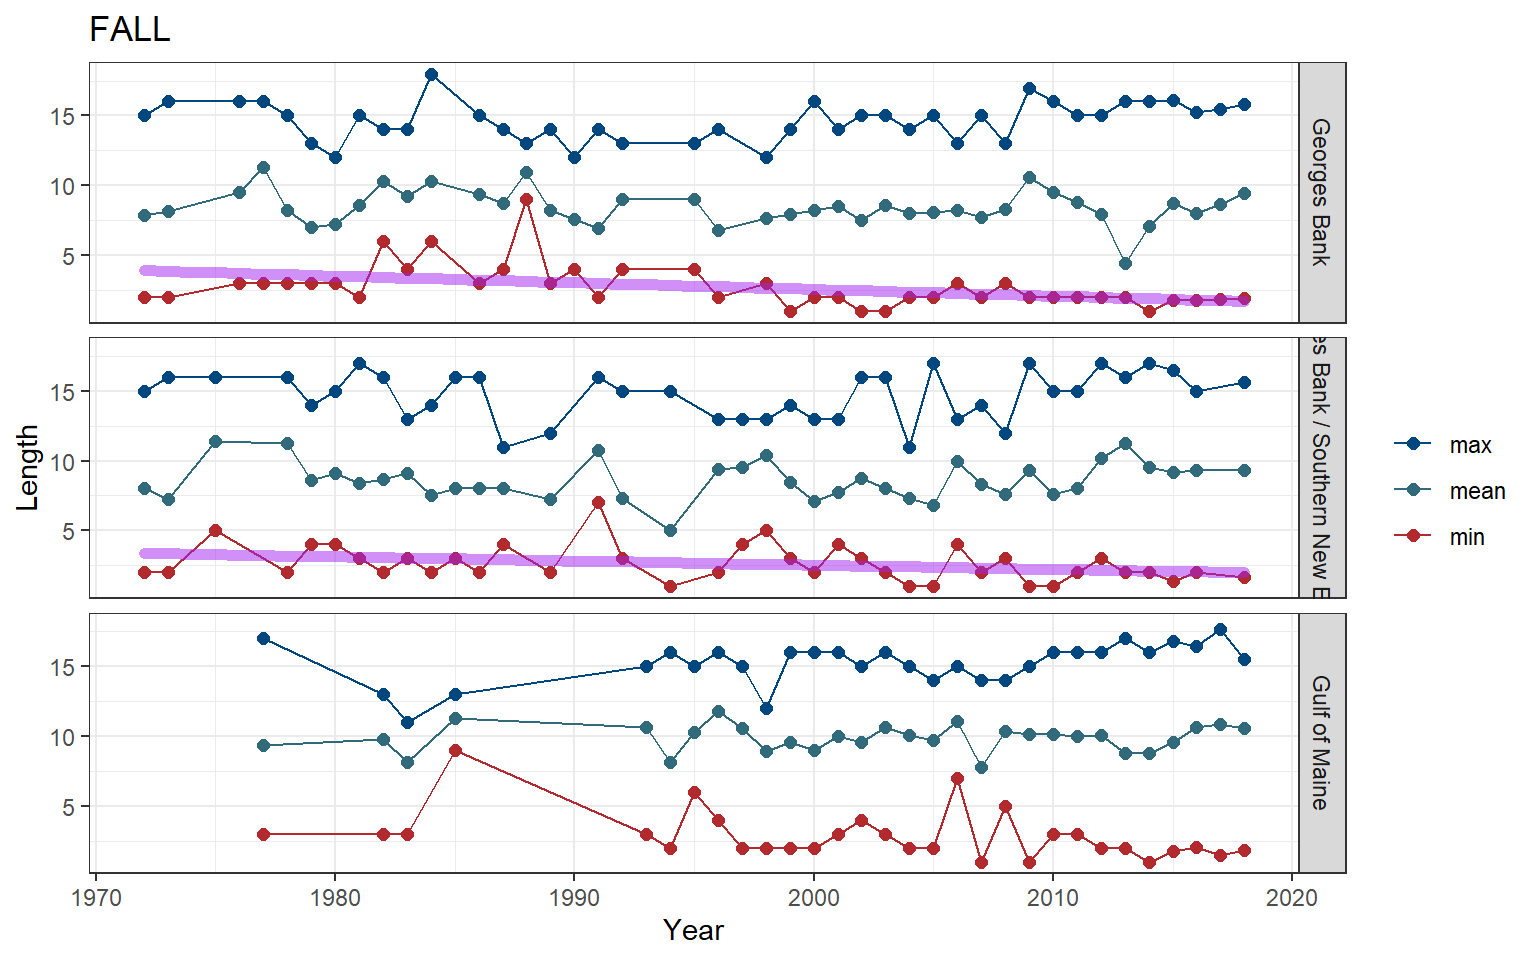 FALL
15
10
5
Georges Bank
15
10
5
Bank / Southern New
15
10
5
Gulf of Maine
Length
1970
1980
1990
2000
2010
2020
Year
max
mean
min